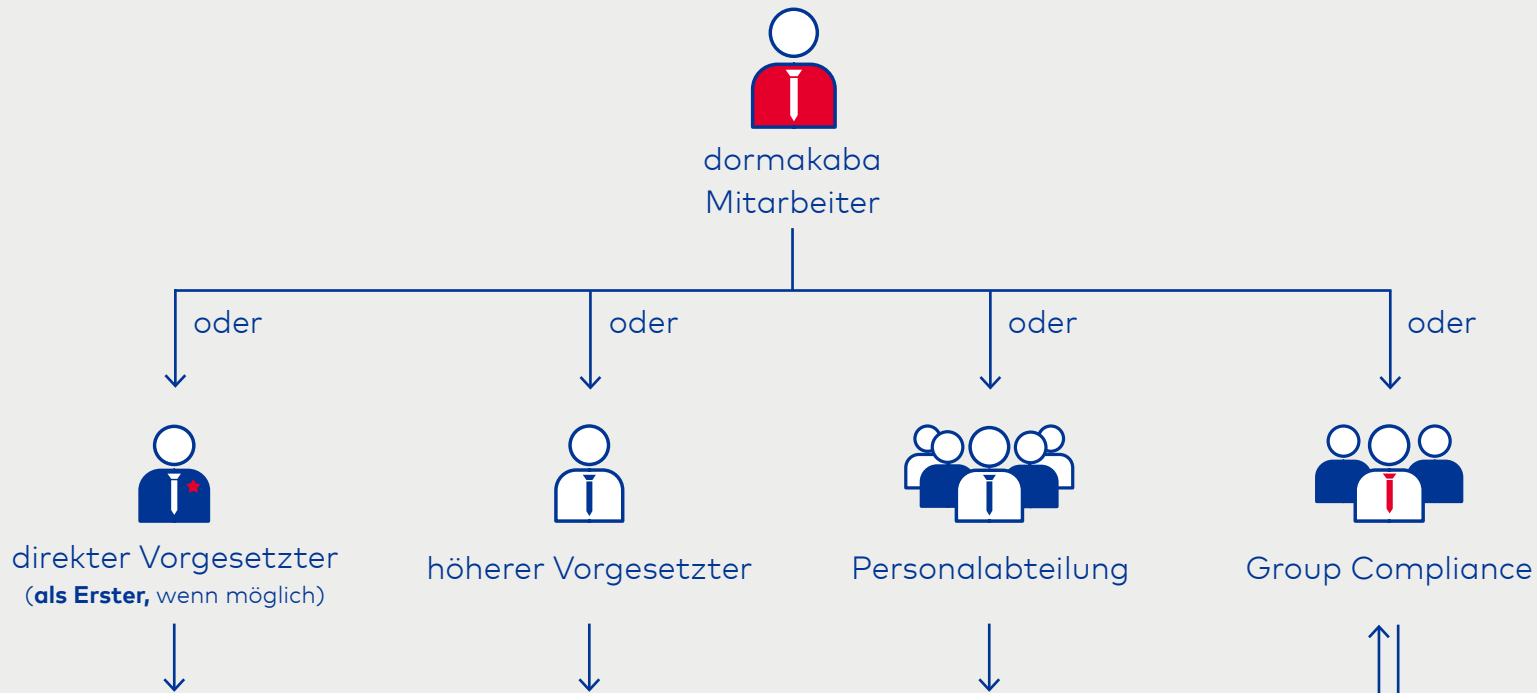 dormakaba
Mitarbeiter
oder
oder
oder
oder
direkter Vorgesetzter
(als Erster, wenn möglich)
höherer Vorgesetzter
Personalabteilung
Group Compliance